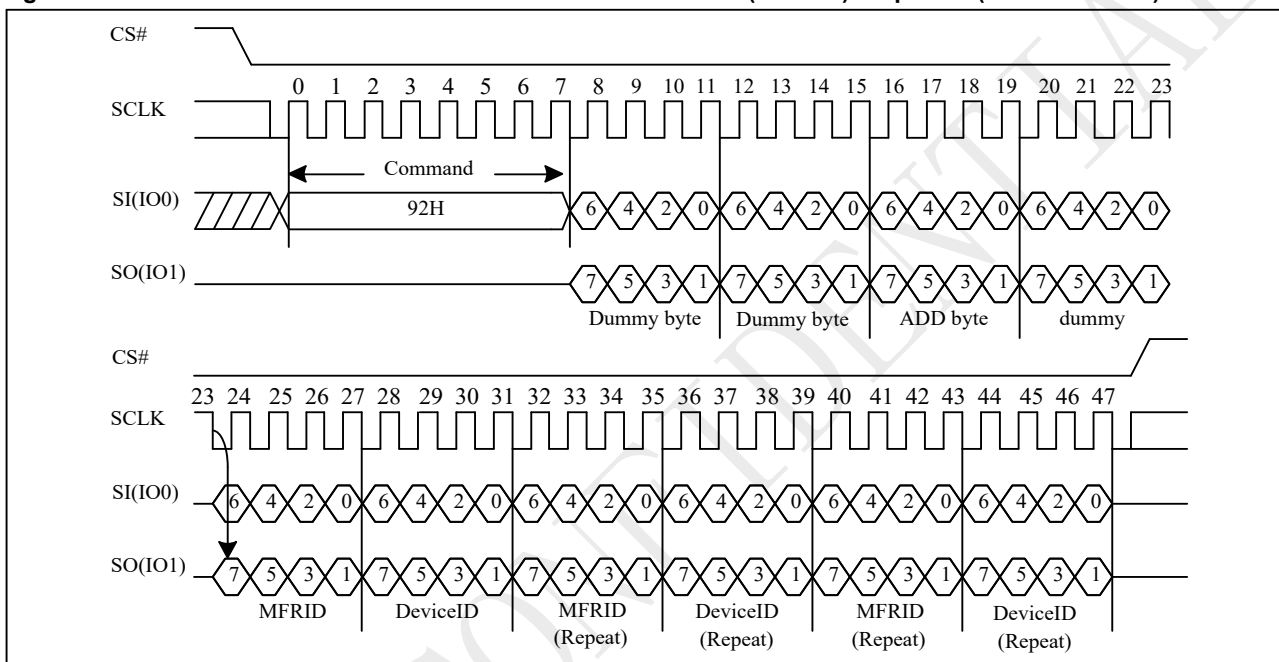 CS#
0 1 2 3 4 5 6 7 8 9 10 11 12 13 14 15 16 17 18 19 20 21 22 23
SCLK
Command
SI(IO0)
92H
6 4 2 0 6 4 2 0 6 4 2 0 6 4 2 0
SO(IO1)
7 5 3 1 7 5 3 1 7 5 3 1 7 5 3 1
Dummy byte Dummy byte ADD byte dummy
CS#
23 24 25 26 27 28 29 30 31 32 33 34 35 36 37 38 39 40 41 42 43 44 45 46 47
SCLK
SI(IO0)
6 4 2 0 6 4 2 0 6 4 2 0 6 4 2 0 6 4 2 0 6 4 2 0
SO(IO1)
7 5 3 1 7 5 3 1 7 5 3 1 7 5 3 1 7 5 3 1 7 5 3 1
MFRID DeviceID MFRID DeviceID MFRID DeviceID
(Repeat) (Repeat) (Repeat) (Repeat)